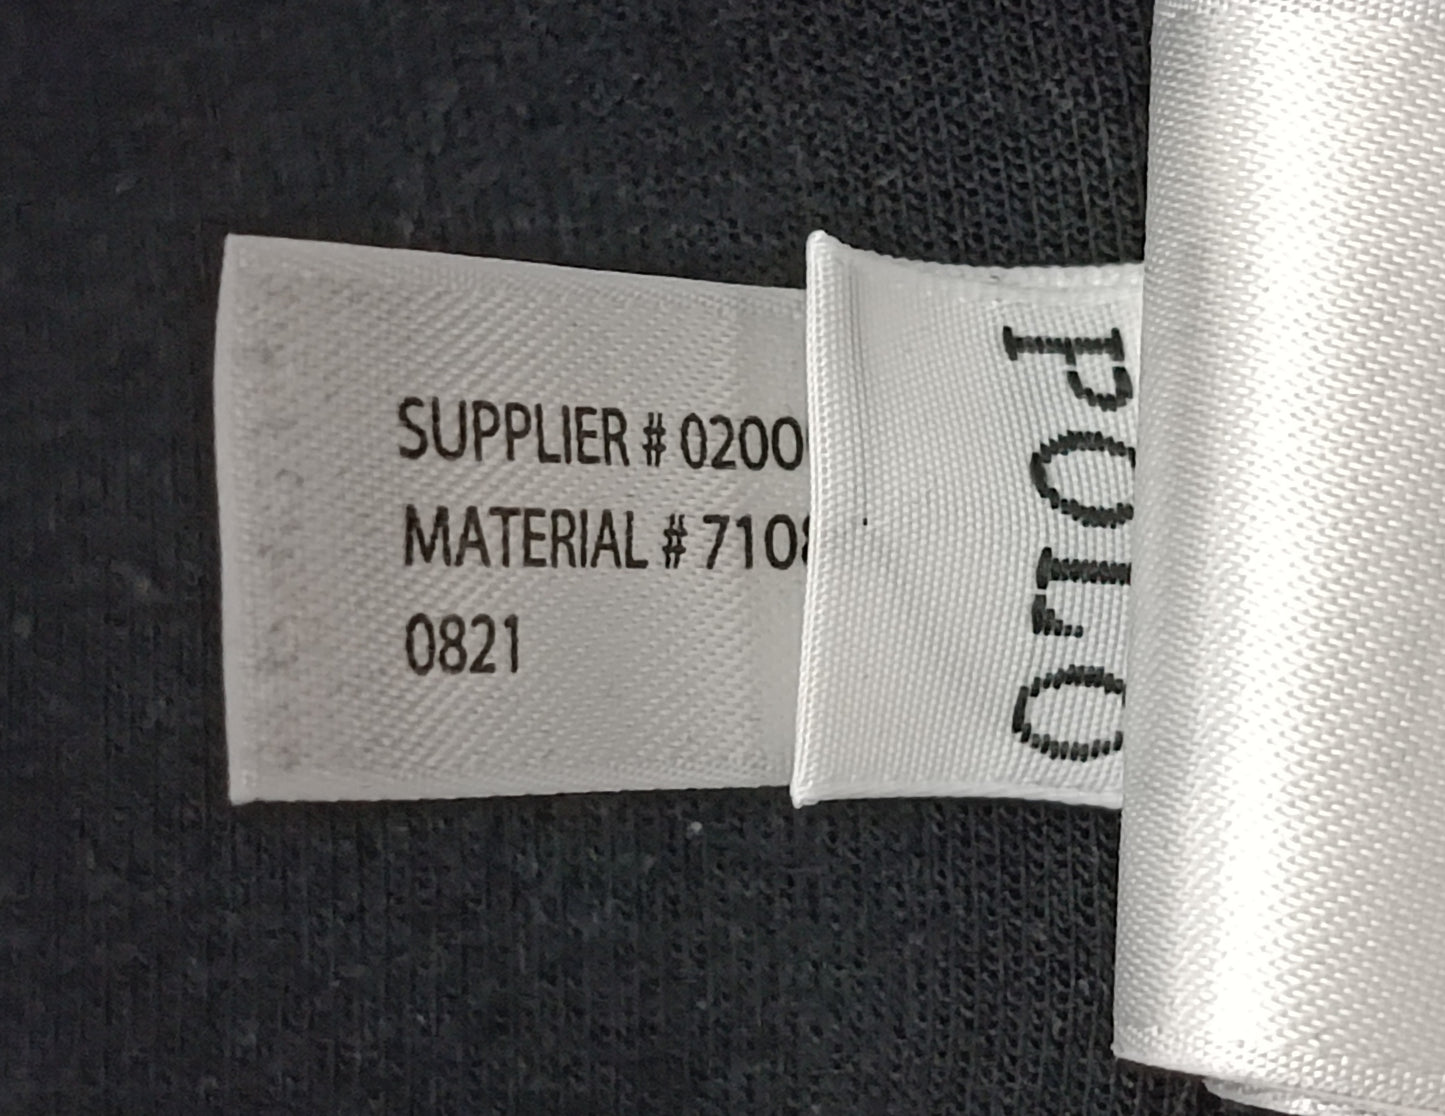 SUPPLIER # 0200
MATERIAL # 7108
0821
POLO